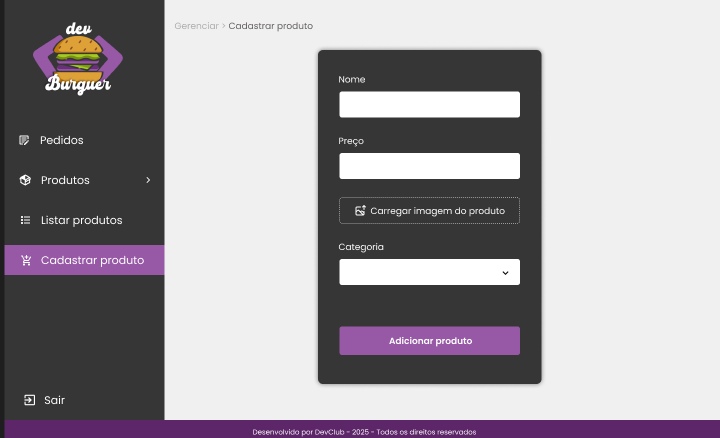 dev
Burguer
Pedidos
Produtos
Listar produtos
Cadastrar produto
Sair
Gerenciar > Cadastrar produto
Nome
Preço
Carregar imagem do produto
Categoria
Adicionar produto
Desenvolvido por DevClub - 2025 - Todos os direitos reservados